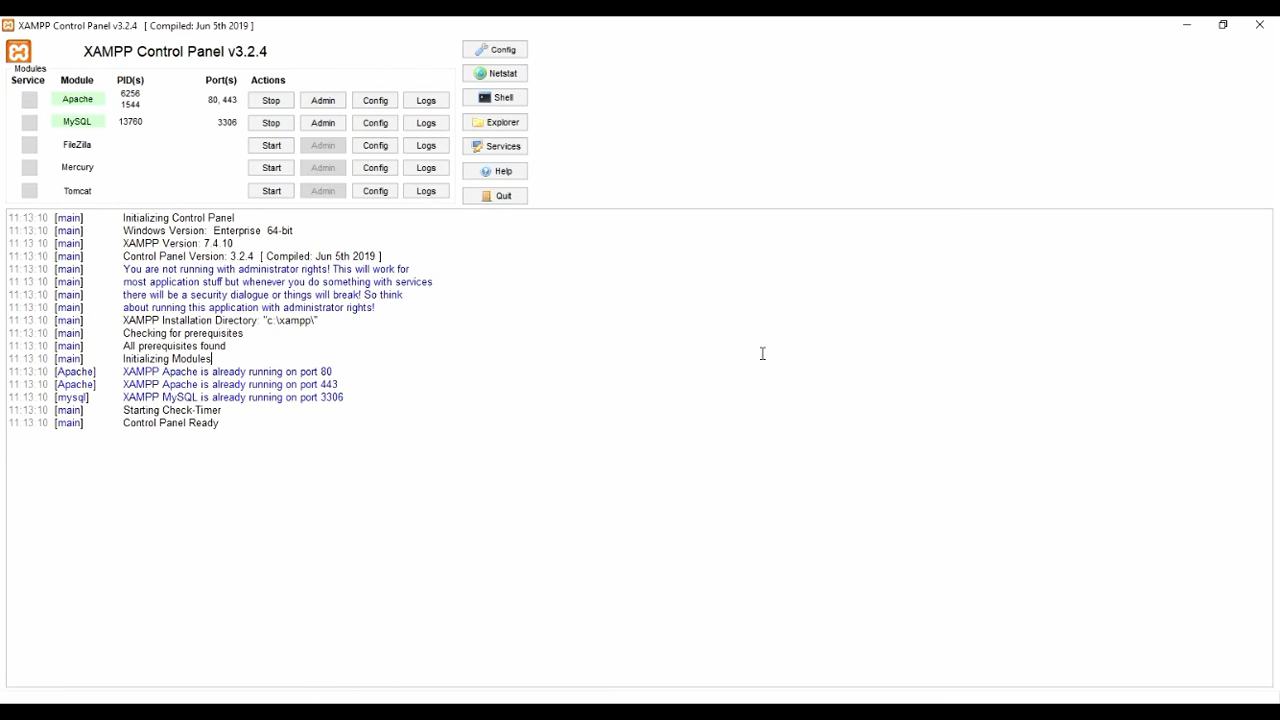 XAMPP Control Panel v3.2.4 [ Compiled: Jun 5th 2019 ]
XAMPP Control Panel v3.2.4
Config
Modules
Service Module PID(s) Port(s) Actions
Netstat
Apache 6256 1544 80, 443 Stop Admin Config Logs
Shell
MySQL 13760 3306 Stop Admin Config Logs
Explorer
FileZilla Start Admin Config Logs
Services
Mercury Start Admin Config Logs
Help
Tomcat Start Admin Config Logs
Quit
11:13:10 [main] Initializing Control Panel
11:13:10 [main] Windows Version: Enterprise 64-bit
11:13:10 [main] XAMPP Version: 7.4.10
11:13:10 [main] Control Panel Version: 3.2.4 [ Compiled: Jun 5th 2019 ]
11:13:10 [main] You are not running with administrator rights! This will work for
11:13:10 [main] most application stuff but whenever you do something with services
11:13:10 [main] there will be a security dialogue or things will break! So think
11:13:10 [main] about running this application with administrator rights!
11:13:10 [main] XAMPP Installation Directory: "c:\xampp\"
11:13:10 [main] Checking for prerequisites
11:13:10 [main] All prerequisites found
11:13:10 [main] Initializing Modules
11:13:10 [Apache] XAMPP Apache is already running on port 80
11:13:10 [Apache] XAMPP Apache is already running on port 443
11:13:10 [mysql] XAMPP MySQL is already running on port 3306
11:13:10 [main] Starting Check-Timer
11:13:10 [main] Control Panel Ready